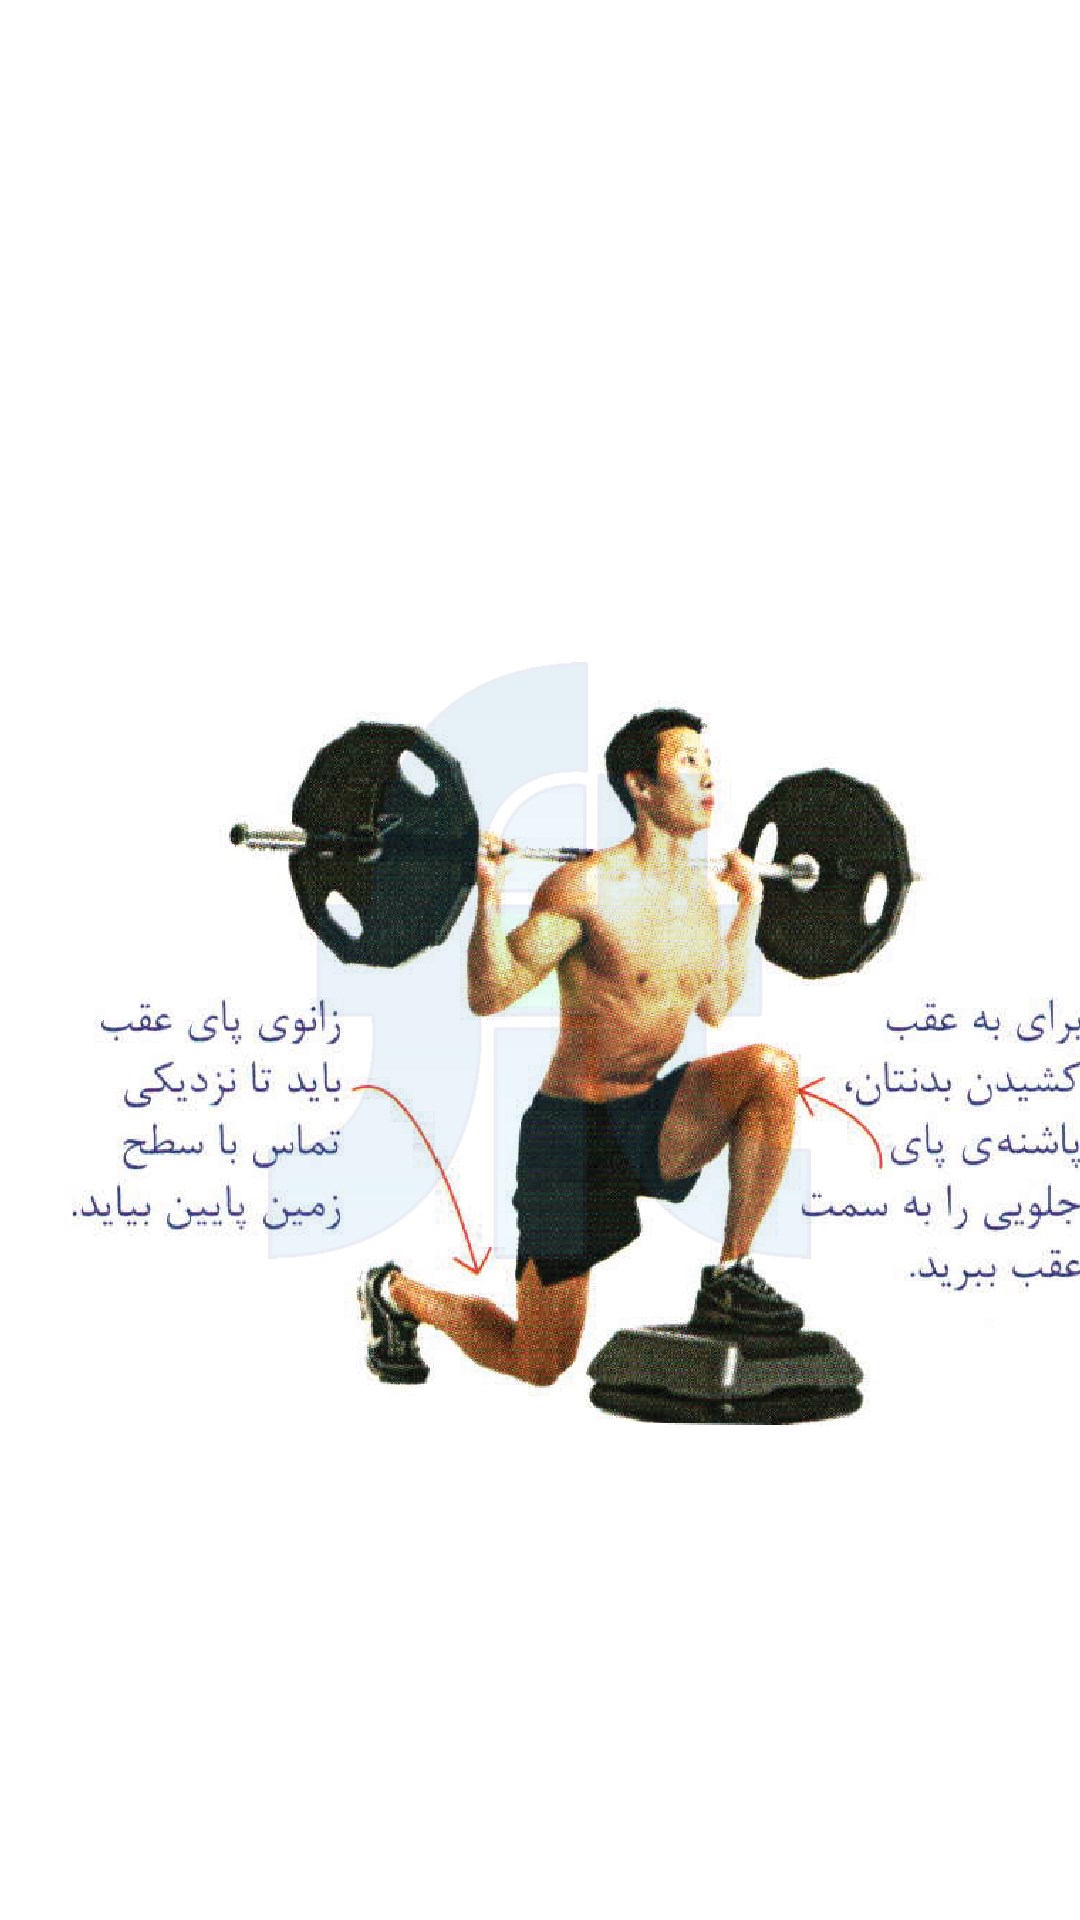 برای به عقب
کشیدن بدنتان،
پاشنه‌ی پای
جلویی را به سمت
عقب ببرید.
زانوی پای عقب
باید تا نزدیکی
تماس با سطح
زمین پایین بیاید.